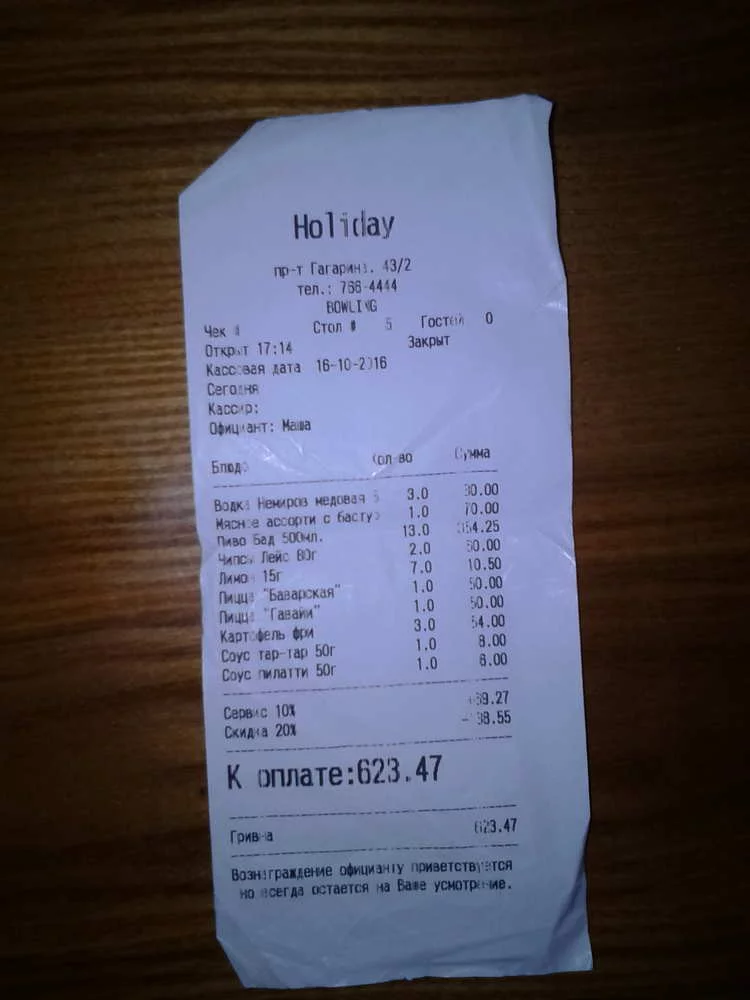 Holiday
пр-т Гагарина. 43/2
тел.: 766-4444
BOWLING
Чек # Стол # 5 Гостей 0
Открыт 17:14 Закрыт
Кассовая дата 16-10-2016
Сегодня
Кассир:
Официант: Маша
Блюдо Кол-во Сумма
Водка Немиров медовая 3.0 30.00
Мясное ассорти с басту 1.0 70.00
Пиво Бад 500мл. 13.0 354.25
Чипсы Лейс 80г 2.0 60.00
Лимон 15г 7.0 10.50
Пицца "Баварская" 1.0 50.00
Пицца "Гавайи" 1.0 50.00
Картофель фри 3.0 54.00
Соус тар-тар 50г 1.0 8.00
Соус пилатти 50г 1.0 6.00
Сервис 10% +69.27
Скидка 20% -138.55
К оплате:623.47
Гривна 623.47
Вознаграждение официанту приветствуется
но всегда остается на Ваше усмотрение.